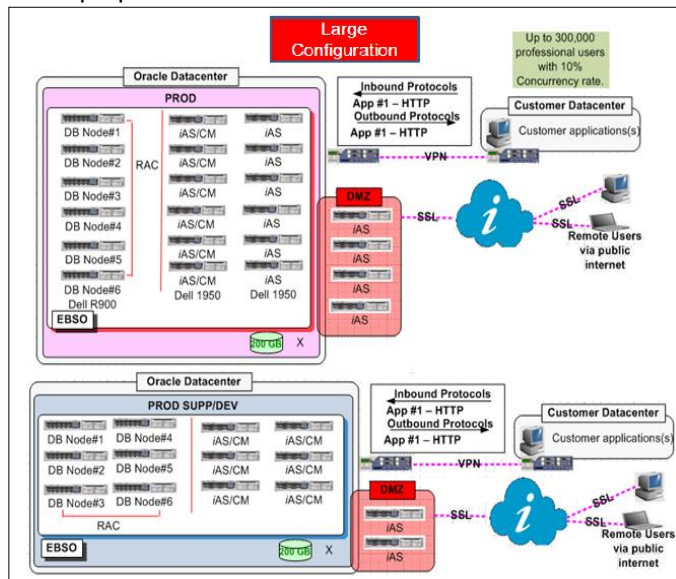 Large
Configuration
Up to 300,000
professional users
with 10%
Concurrency rate.
Oracle Datacenter
PROD
DB Node#1
DB Node#2
DB Node#3
DB Node#4
DB Node#5
DB Node#6
Dell R900
RAC
iAS/CM
iAS/CM
iAS/CM
iAS/CM
iAS/CM
iAS/CM
Dell 1950
iAS
iAS
iAS
iAS
iAS
iAS
Dell 1950
EBSO
200 GB
X
Inbound Protocols
App #1 – HTTP
Outbound Protocols
App #1 – HTTP
VPN
Customer Datacenter
Customer applications(s)
DMZ
iAS
iAS
iAS
iAS
SSL
i
SSL
SSL
Remote Users
via public
internet
Oracle Datacenter
PROD SUPP/DEV
DB Node#1
DB Node#4
DB Node#2
DB Node#5
DB Node#3
DB Node#6
RAC
iAS/CM
iAS/CM
iAS/CM
iAS/CM
iAS/CM
iAS/CM
EBSO
200 GB
X
Inbound Protocols
App #1 – HTTP
Outbound Protocols
App #1 – HTTP
VPN
Customer Datacenter
Customer applications(s)
DMZ
iAS
iAS
SSL
i
SSL
SSL
Remote Users
via public
internet